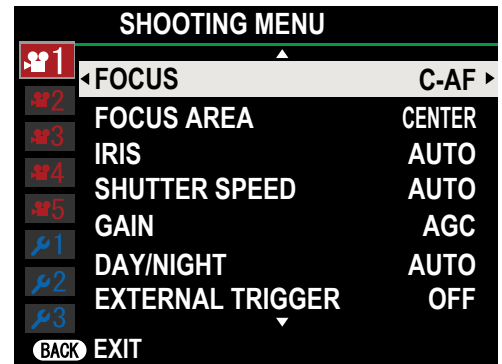 SHOOTING MENU
1
FOCUS C-AF
2
FOCUS AREA CENTER
3
IRIS AUTO
4
SHUTTER SPEED AUTO
5
GAIN AGC
1
DAY/NIGHT AUTO
2
EXTERNAL TRIGGER OFF
3
BACK EXIT